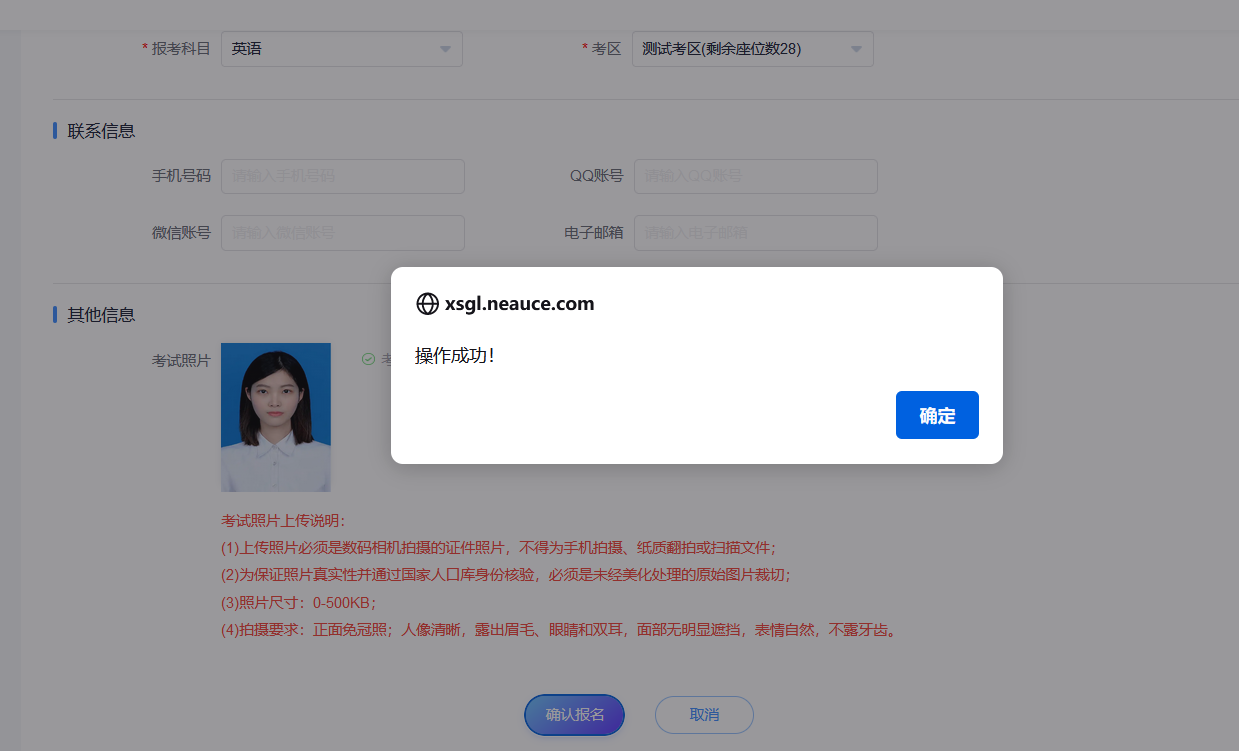 * 报考科目 英语 * 考区 测试考区(剩余座位数28)
联系信息
手机号码 请输入手机号码 QQ账号 请输入QQ账号
微信账号 请输入微信账号 电子邮箱 请输入电子邮箱
xsgl.neauce.com
操作成功!
确定
其他信息
考试照片 考
考试照片上传说明：
(1)上传照片必须是数码相机拍摄的证件照片，不得为手机拍摄、纸质翻拍或扫描文件；
(2)为保证照片真实性并通过国家人口库身份核验，必须是未经美化处理的原始图片裁切；
(3)照片尺寸：0-500KB；
(4)拍摄要求：正面免冠照；人像清晰，露出眉毛、眼睛和双耳，面部无明显遮挡，表情自然，不露牙齿。
确认报名 取消